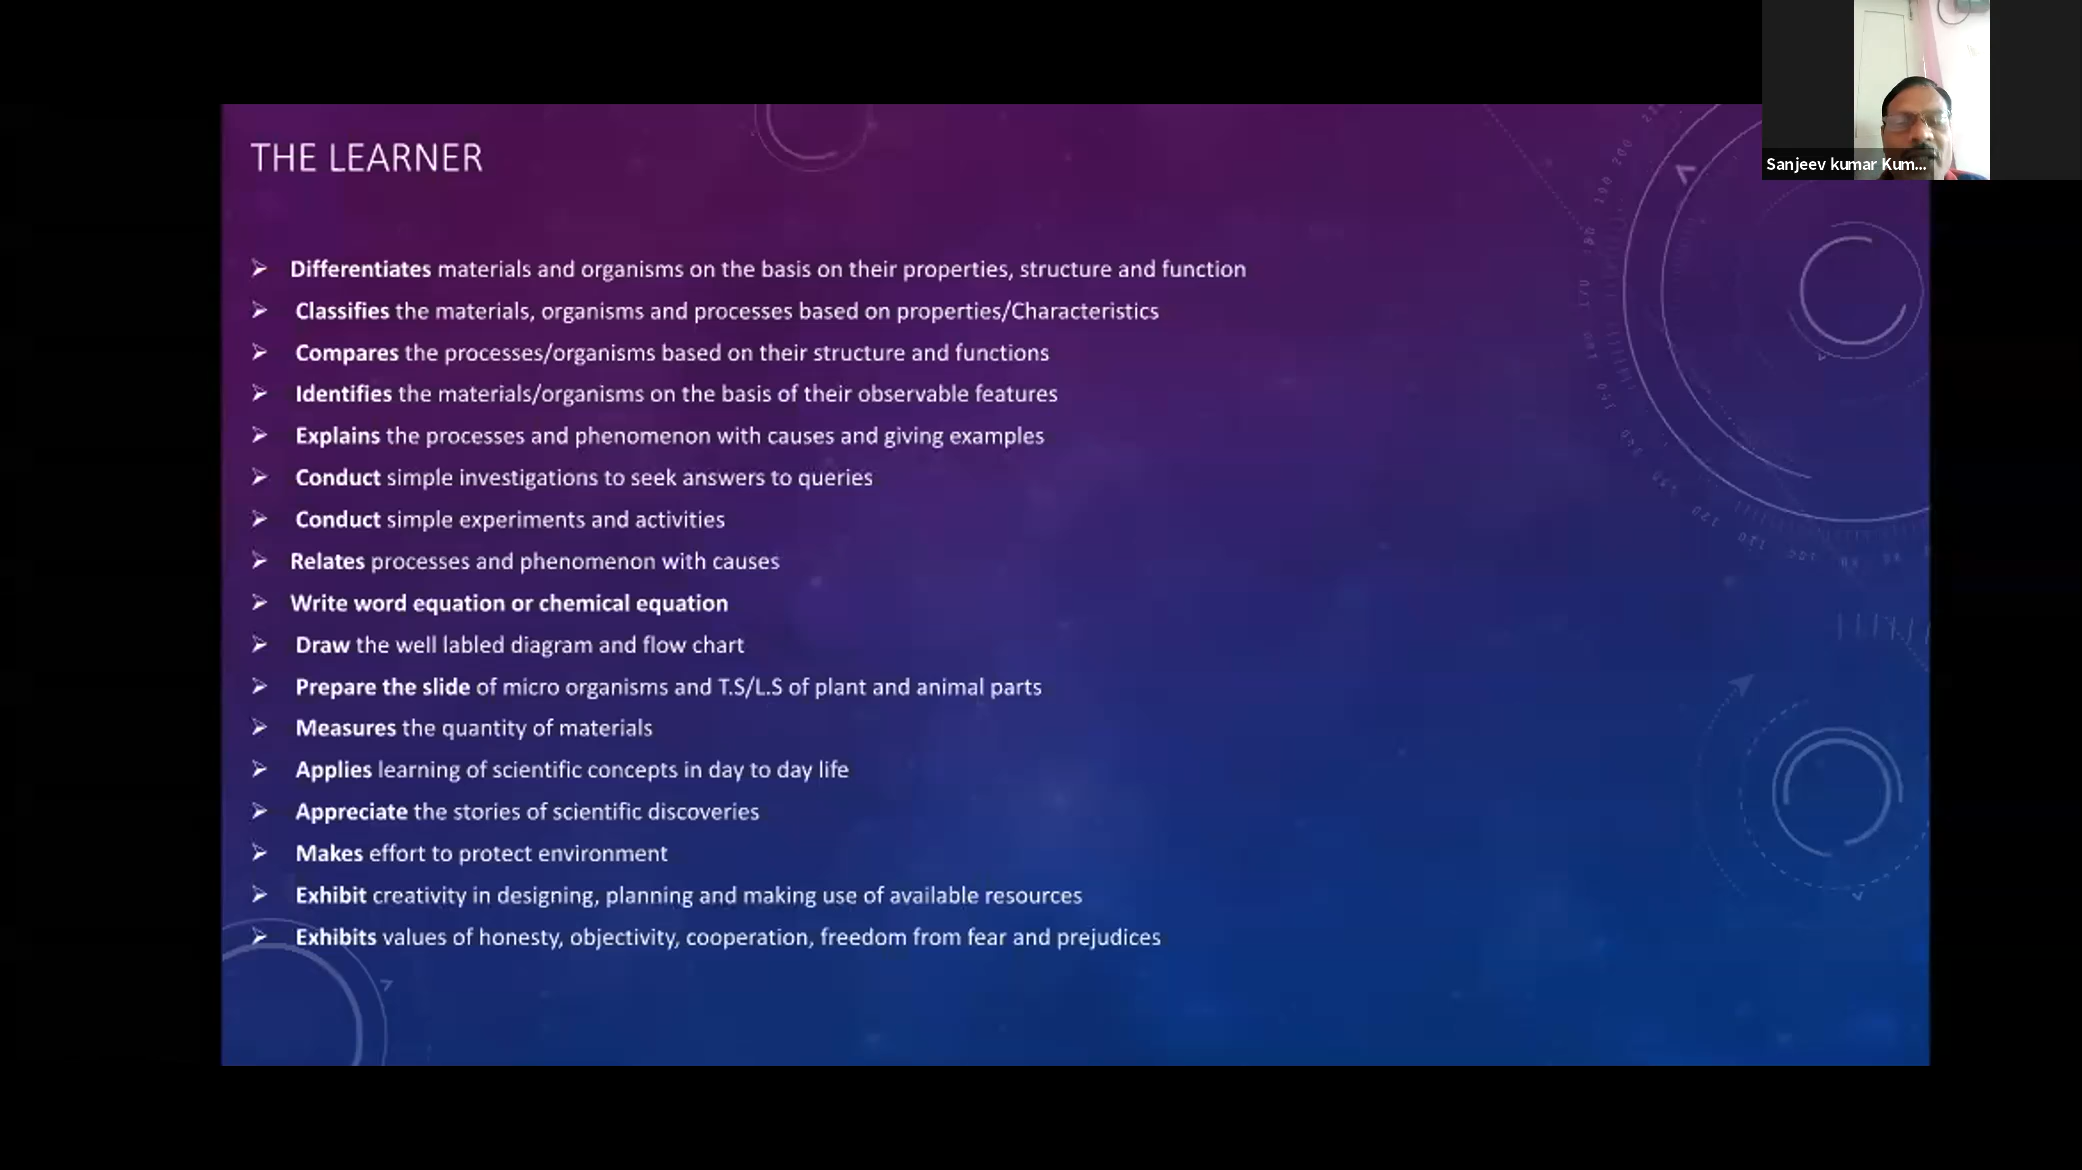 THE LEARNER
Sanjeev kumar Kum...
➢ Differentiates materials and organisms on the basis on their properties, structure and function
➢ Classifies the materials, organisms and processes based on properties/Characteristics
➢ Compares the processes/organisms based on their structure and functions
➢ Identifies the materials/organisms on the basis of their observable features
➢ Explains the processes and phenomenon with causes and giving examples
➢ Conduct simple investigations to seek answers to queries
➢ Conduct simple experiments and activities
➢ Relates processes and phenomenon with causes
➢ Write word equation or chemical equation
➢ Draw the well labled diagram and flow chart
➢ Prepare the slide of micro organisms and T.S/L.S of plant and animal parts
➢ Measures the quantity of materials
➢ Applies learning of scientific concepts in day to day life
➢ Appreciate the stories of scientific discoveries
➢ Makes effort to protect environment
➢ Exhibit creativity in designing, planning and making use of available resources
➢ Exhibits values of honesty, objectivity, cooperation, freedom from fear and prejudices